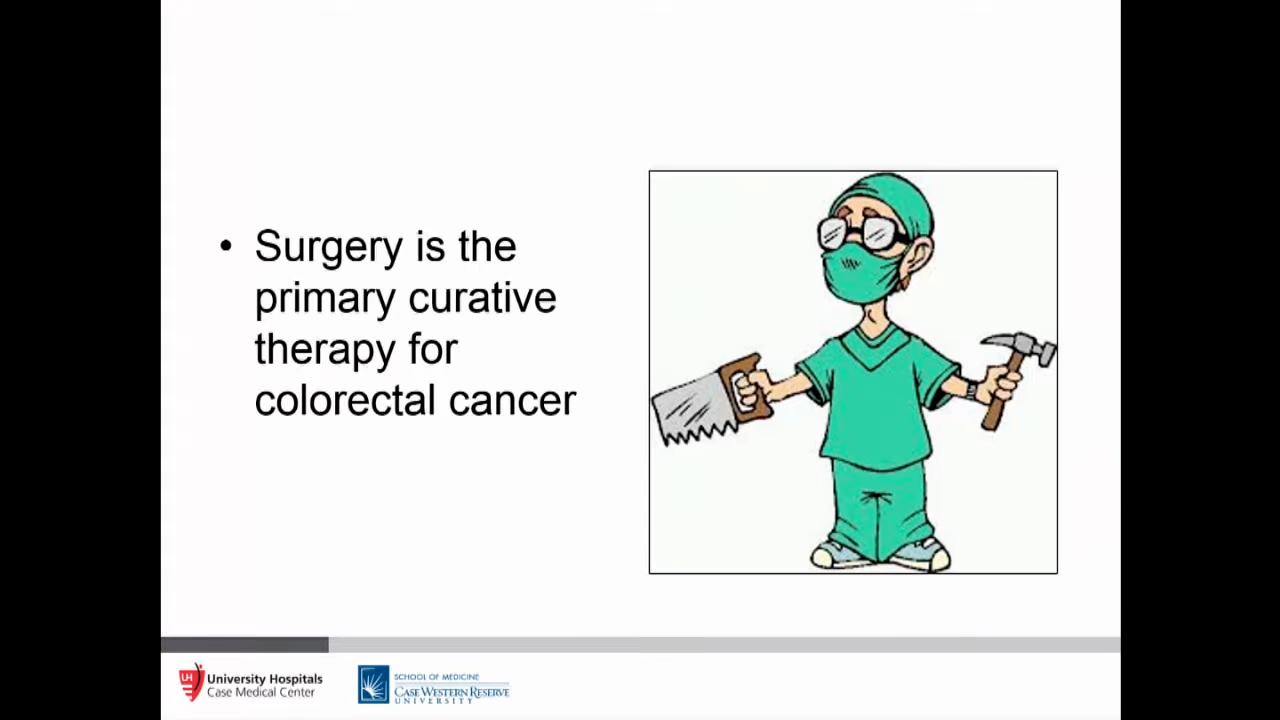 • Surgery is the
primary curative
therapy for
colorectal cancer
UH
University Hospitals
Case Medical Center
SCHOOL OF MEDICINE
CASE WESTERN RESERVE
UNIVERSITY